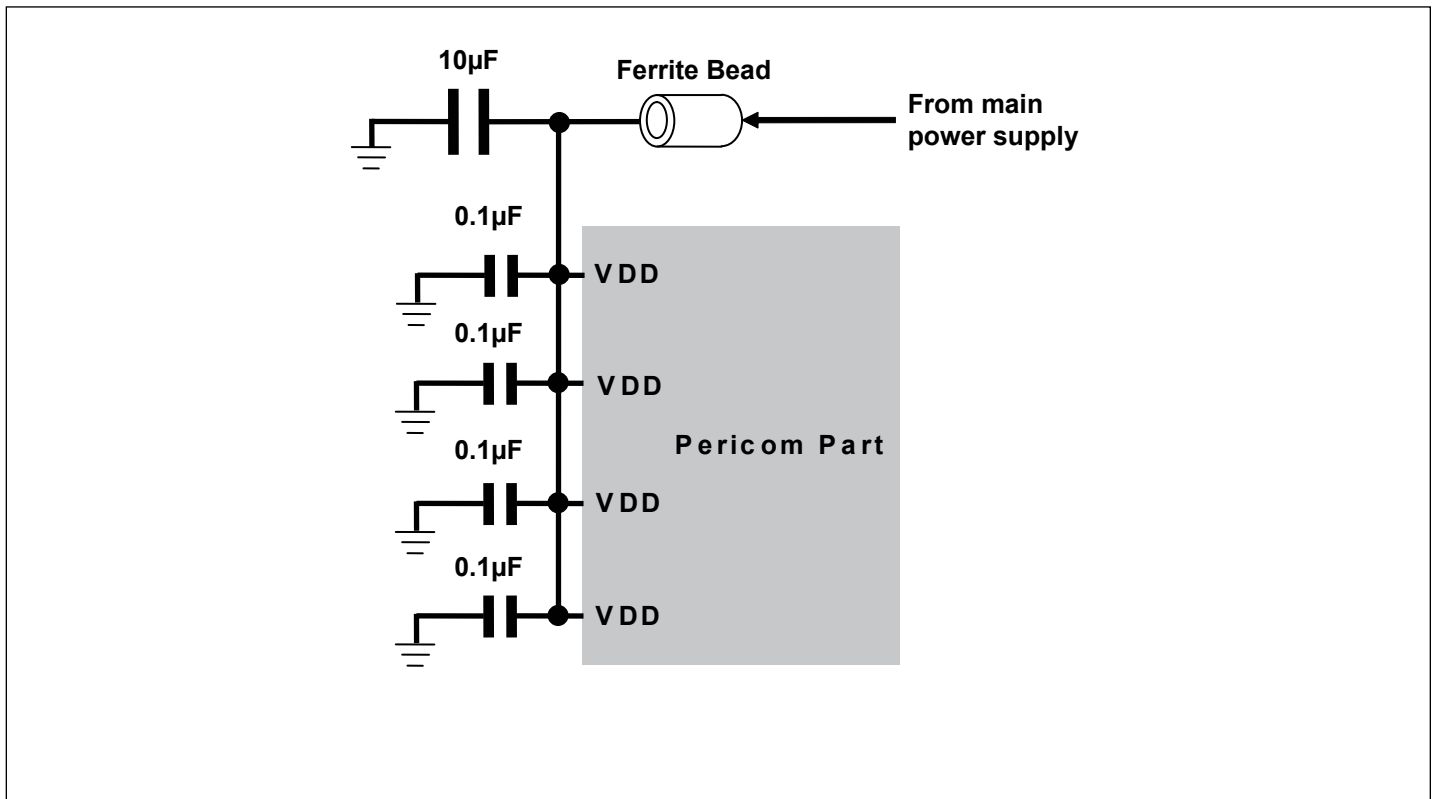 10µF
Ferrite Bead
From main
power supply
0.1µF
VDD
0.1µF
VDD
Pericom Part
0.1µF
VDD
0.1µF
VDD